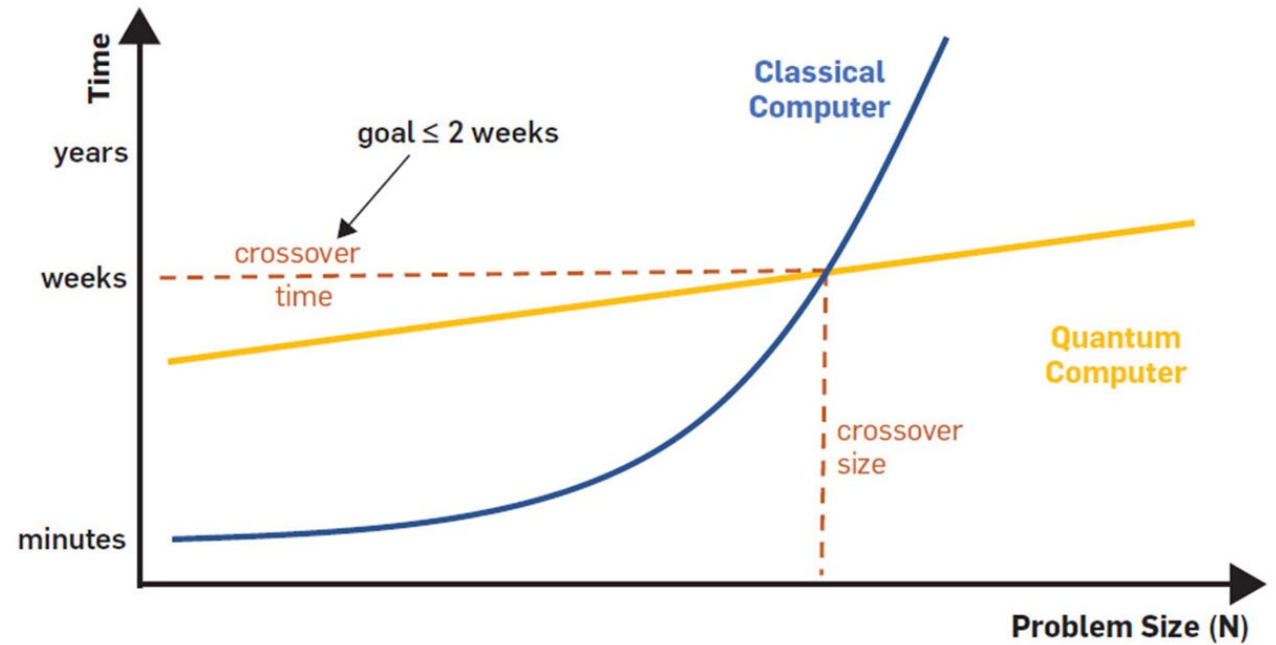 Time
Classical
Computer
goal ≤ 2 weeks
years
crossover
time
weeks
Quantum
Computer
crossover
size
minutes
Problem Size (N)